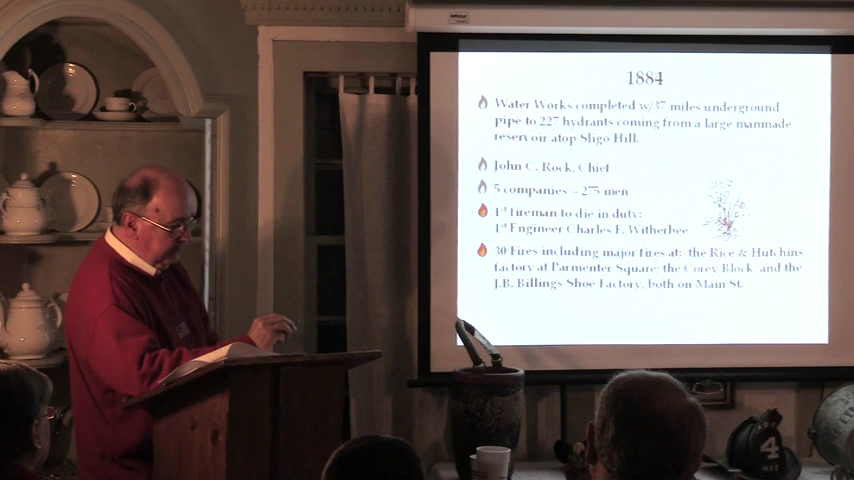 InFocus
1884
Water Works completed w/37 miles underground
pipe to 227 hydrants coming from a large manmade
reservoir atop Sligo Hill.
John C. Rock, Chief
5 companies - 275 men
1st fireman to die in duty:
1st Engineer Charles F. Witherbee
30 Fires including major fires at: the Rice & Hutchins
factory at Parmenter Square; the Corey Block, and the
J.B. Billings Shoe Factory, both on Main St.
4